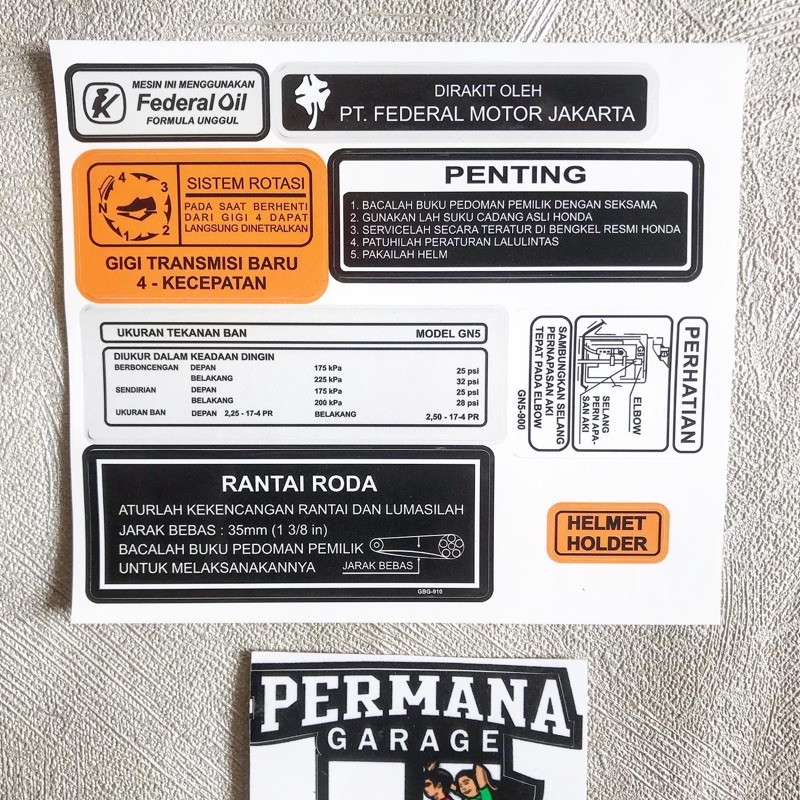 MESIN INI MENGGUNAKAN
Federal Oil
FORMULA UNGGUL
DIRAKIT OLEH
PT. FEDERAL MOTOR JAKARTA
4
3
N
1
2
SISTEM ROTASI
PADA SAAT BERHENTI
DARI GIGI 4 DAPAT
LANGSUNG DINETRALKAN
GIGI TRANSMISI BARU
4 - KECEPATAN
PENTING
1. BACALAH BUKU PEDOMAN PEMILIK DENGAN SEKSAMA
2. GUNAKAN LAH SUKU CADANG ASLI HONDA
3. SERVICELAH SECARA TERATUR DI BENGKEL RESMI HONDA
4. PATUHILAH PERATURAN LALULINTAS
5. PAKAILAH HELM
UKURAN TEKANAN BAN MODEL GN5
DIUKUR DALAM KEADAAN DINGIN
BERBONCENGAN DEPAN 175 kPa 25 psi
BELAKANG 225 kPa 32 psi
SENDIRIAN DEPAN 175 kPa 25 psi
BELAKANG 200 kPa 28 psi
UKURAN BAN DEPAN 2,25 - 17-4 PR BELAKANG 2,50 - 17-4 PR
PERHATIAN
ELBOW
SELANG
PERN APA-
SAN AKI
SAMBUNGKAN SELANG
PERNAPASAN AKI
TEPAT PADA ELBOW
GN5-900
RANTAI RODA
ATURLAH KEKENCANGAN RANTAI DAN LUMASILAH
JARAK BEBAS : 35mm (1 3/8 in)
BACALAH BUKU PEDOMAN PEMILIK
UNTUK MELAKSANAKANNYA
JARAK BEBAS
GBG-910
HELMET
HOLDER
PERMANA
GARAGE